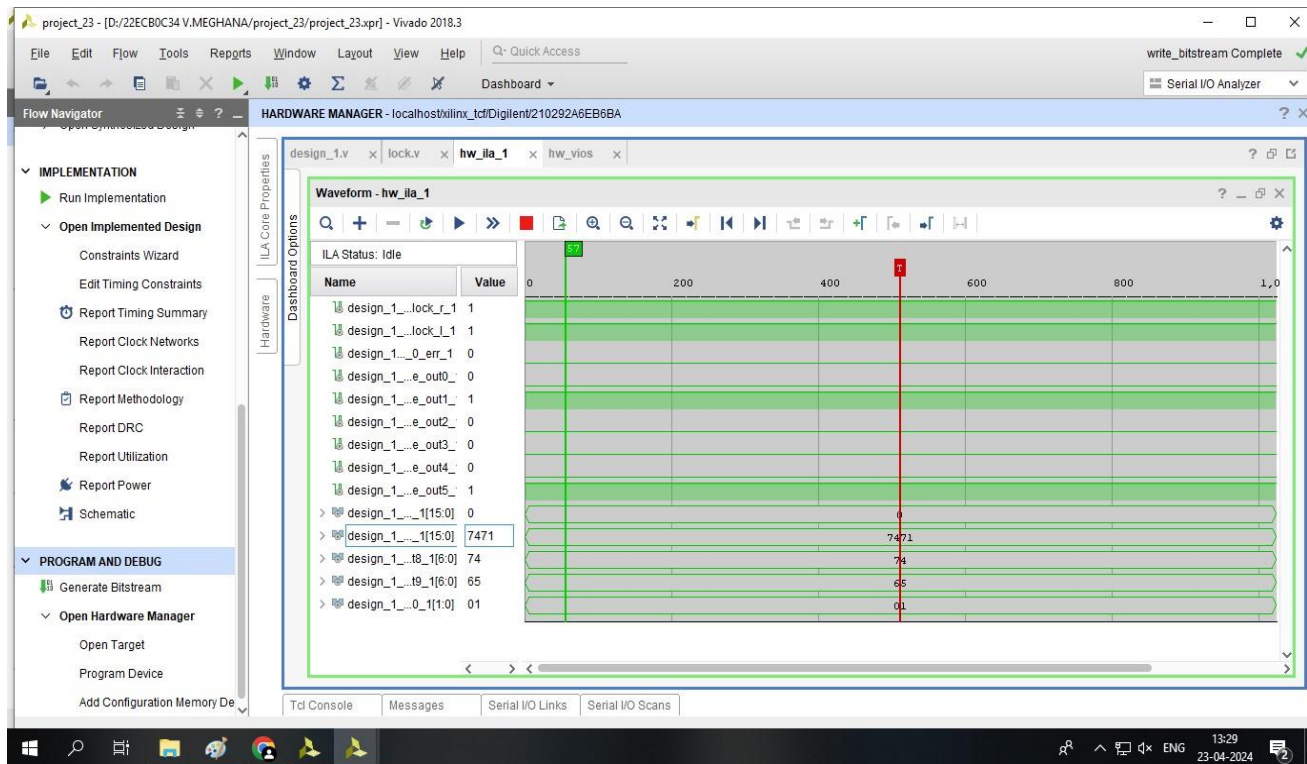 project_23 - [D:/22ECB0C34 V.MEGHANA/project_23/project_23.xpr] - Vivado 2018.3
File Edit Flow Tools Reports Window Layout View Help Q- Quick Access
write_bitstream Complete
Dashboard
Serial I/O Analyzer
Flow Navigator
HARDWARE MANAGER - localhost/xilinx_tcf/Digilent/210292A6EB6BA
IMPLEMENTATION
Run Implementation
Open Implemented Design
Constraints Wizard
Edit Timing Constraints
Report Timing Summary
Report Clock Networks
Report Clock Interaction
Report Methodology
Report DRC
Report Utilization
Report Power
Schematic
PROGRAM AND DEBUG
Generate Bitstream
Open Hardware Manager
Open Target
Program Device
Add Configuration Memory De
ILA Core Properties
Hardware
Dashboard Options
design_1.v lock.v hw_ila_1 hw_vios
Waveform - hw_ila_1
ILA Status: Idle
57
T
Name Value 0 200 400 600 800 1,0
design_1_...lock_r_1 1
design_1_...lock_l_1 1
design_1..._0_err_1 0
design_1_...e_out0_ 0
design_1_...e_out1_ 1
design_1_...e_out2_ 0
design_1_...e_out3_ 0
design_1_...e_out4_ 0
design_1_...e_out5_ 1
design_1_..._1[15:0] 0 0
design_1_..._1[15:0] 7471 7471
design_1_...t8_1[6:0] 74 74
design_1_...t9_1[6:0] 65 65
design_1_...0_1[1:0] 01 01
Tcl Console Messages Serial I/O Links Serial I/O Scans
ENG
13:29
23-04-2024
2